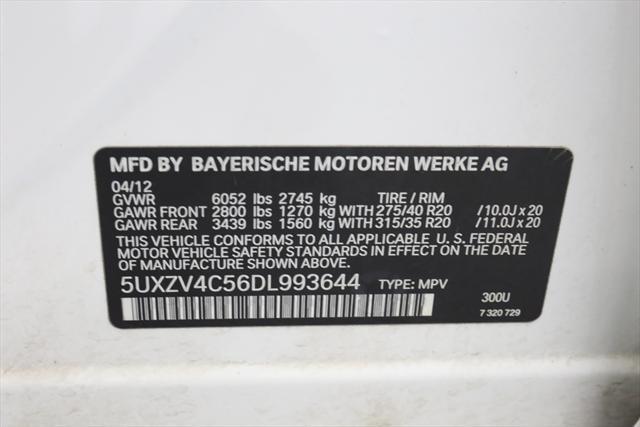 MFD BY BAYERISCHE MOTOREN WERKE AG
04/12
GVWR 6052 lbs 2745 kg TIRE / RIM
GAWR FRONT 2800 lbs 1270 kg WITH 275/40 R20 /10.0J x 20
GAWR REAR 3439 lbs 1560 kg WITH 315/35 R20 /11.0J x 20
THIS VEHICLE CONFORMS TO ALL APPLICABLE U. S. FEDERAL MOTOR
VEHICLE SAFETY STANDARDS IN EFFECT ON THE DATE
OF MANUFACTURE SHOWN ABOVE.
5UXZV4C56DL993644 TYPE: MPV
300U
7 320 729